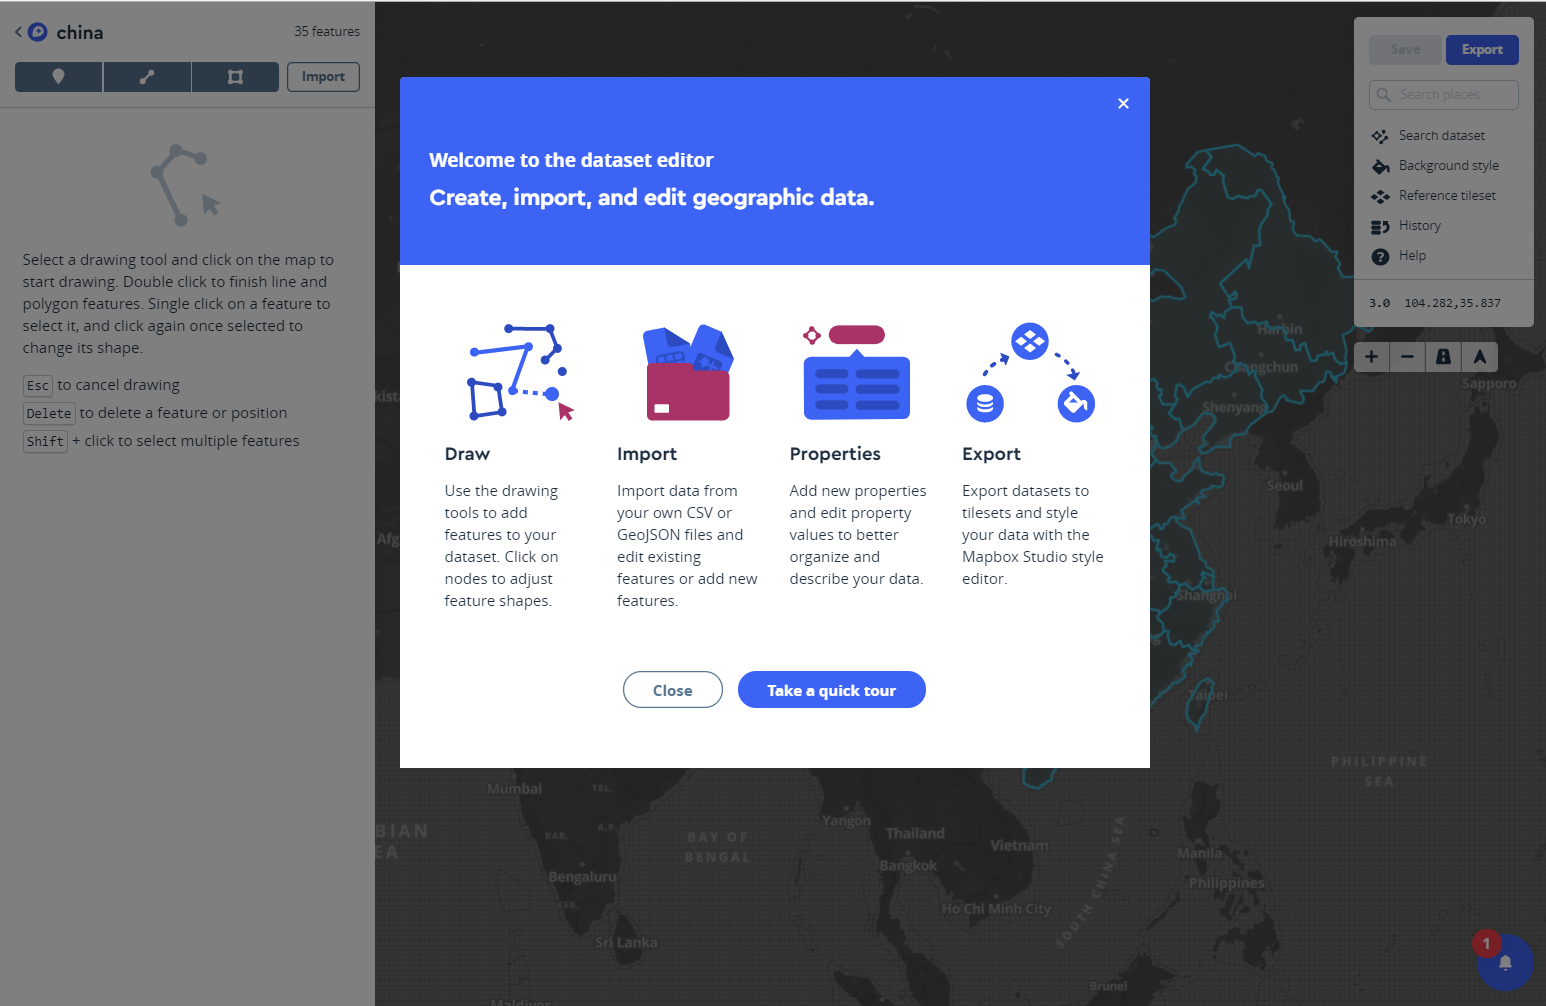 china
35 features
Import
Select a drawing tool and click on the map to
start drawing. Double click to finish line and
polygon features. Single click on a feature to
select it, and click again once selected to
change its shape.
Esc to cancel drawing
Delete to delete a feature or position
Shift + click to select multiple features
Welcome to the dataset editor
Create, import, and edit geographic data.
Draw
Use the drawing
tools to add
features to your
dataset. Click on
nodes to adjust
feature shapes.
Import
Import data from
your own CSV or
GeoJSON files and
edit existing
features or add new
features.
Properties
Add new properties
and edit property
values to better
organize and
describe your data.
Export
Export datasets to
tilesets and style
your data with the
Mapbox Studio style
editor.
Close
Take a quick tour
Save
Export
Search places
Search dataset
Background style
Reference tileset
History
Help
3.0 104.282,35.837
Harbin
Changchun
Shenyang
Sapporo
Seoul
Tokyo
Hiroshima
Shanghai
Taipei
PHILIPPINE
SEA
Mumbai
TEL.
KAR.
A.P.
BAY OF
BENGAL
Bengaluru
KER.
Sri Lanka
Yangon
Thailand
Bangkok
Vietnam
Ho Chi Minh City
SOUTH CHINA SEA
Manila
Philippines
Brunei
Maldives
1